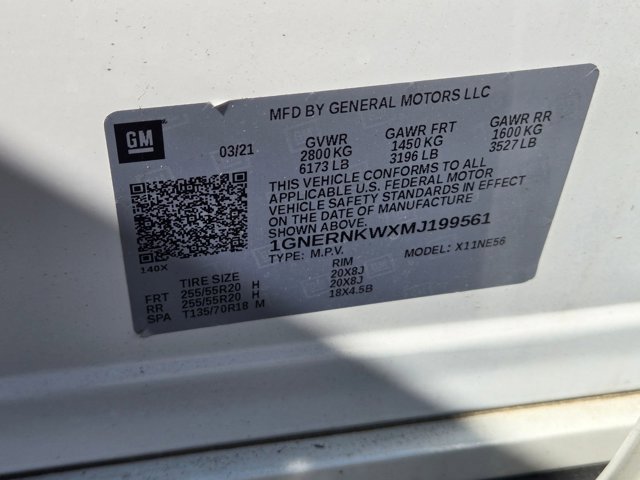 MFD BY GENERAL MOTORS LLC
GM
03/21 GVWR GAWR FRT GAWR RR
2800 KG 1450 KG 1600 KG
6173 LB 3196 LB 3527 LB
THIS VEHICLE CONFORMS TO ALL
APPLICABLE U.S. FEDERAL MOTOR
VEHICLE SAFETY STANDARDS IN EFFECT
ON THE DATE OF MANUFACTURE
SHOWN ABOVE.
1GNERNKWXMJ199561
TYPE: M.P.V. MODEL: X11NE56
140X
TIRE SIZE RIM
FRT 255/55R20 H 20X8J
RR 255/55R20 H 20X8J
SPA T135/70R18 M 18X4.5B